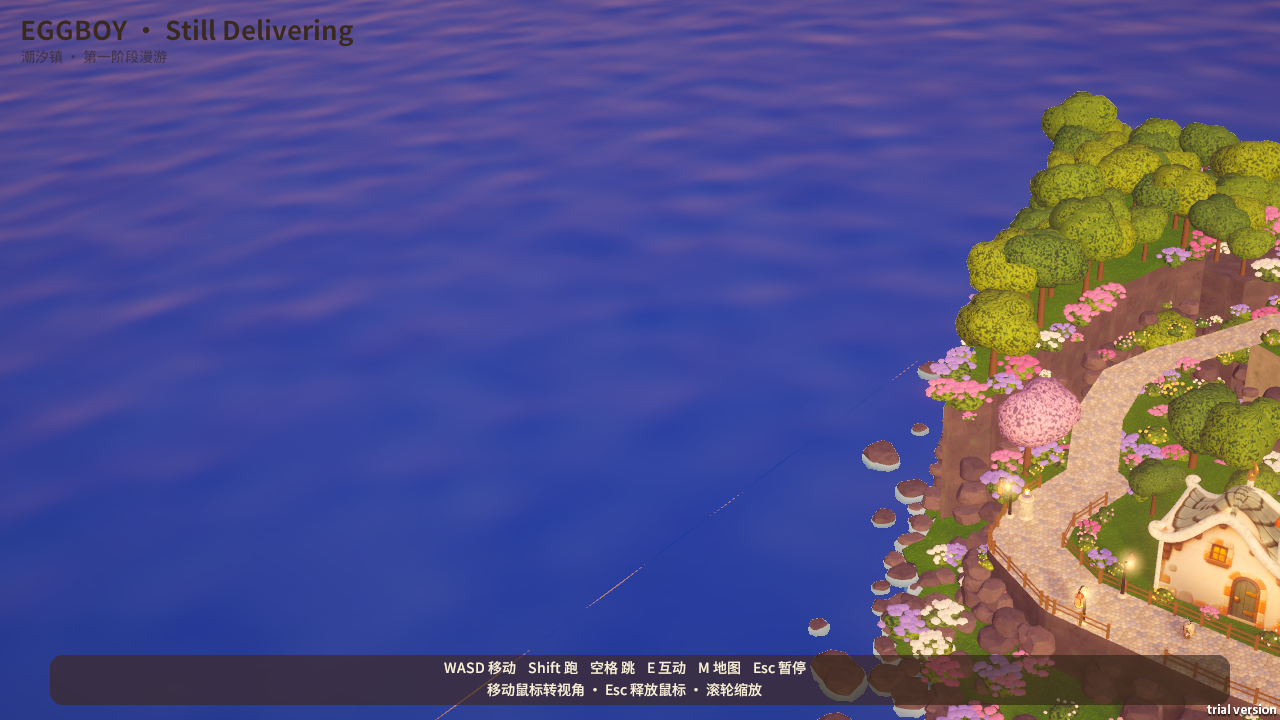 EGGBOY • Still Delivering
潮汐镇 • 第一阶段漫游
WASD 移动 Shift 跑 空格 跳 E 互动 M 地图 Esc 暂停
移动鼠标转视角 • Esc 释放鼠标 • 滚轮缩放
trial version